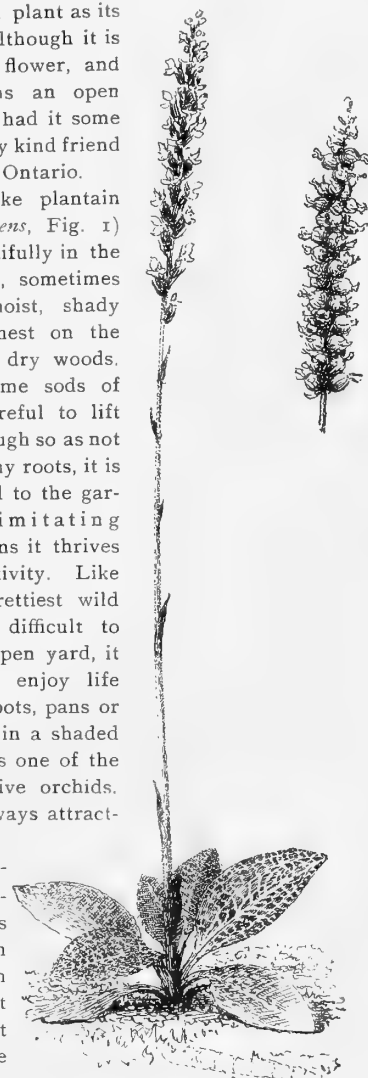 plant as its
lthough it is
flower, and
s an open
had it some
y kind friend
Ontario.
ke plantain
ens, Fig. 1)
ifully in the
, sometimes
oist, shady
nest on the
dry woods.
me sods of
reful to lift
ugh so as not
ny roots, it is
l to the gar-
imitating
ns it thrives
ivity. Like
rettiest wild
difficult to
pen yard, it
enjoy life
oots, pans or
in a shaded
s one of the
ive orchids.
ways attract-
-
-
s
n
n
t
t
e